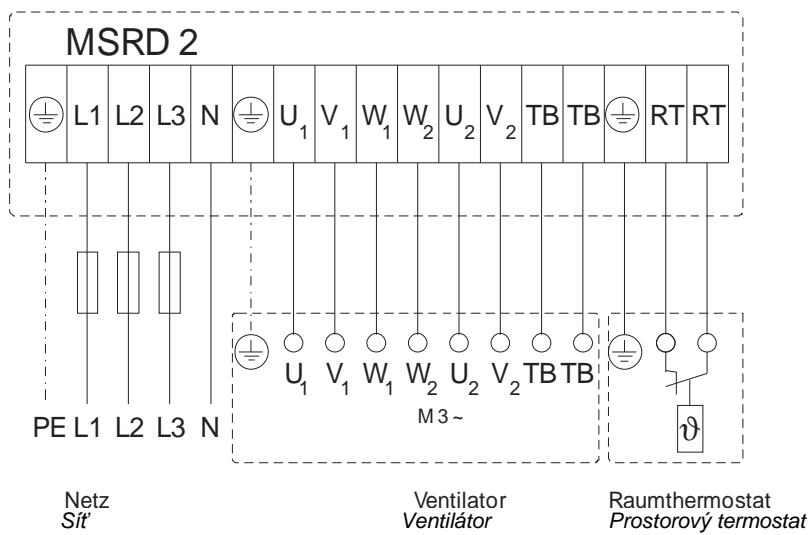 MSRD 2
L1 L2 L3 N U1 V1 W1 W2 U2 V2 TB TB RT RT
U1 V1 W1 W2 U2 V2 TB TB
M 3 ~
ϑ
PE L1 L2 L3 N
Netz Ventilator Raumthermostat
Síť Ventilátor Prostorový termostat